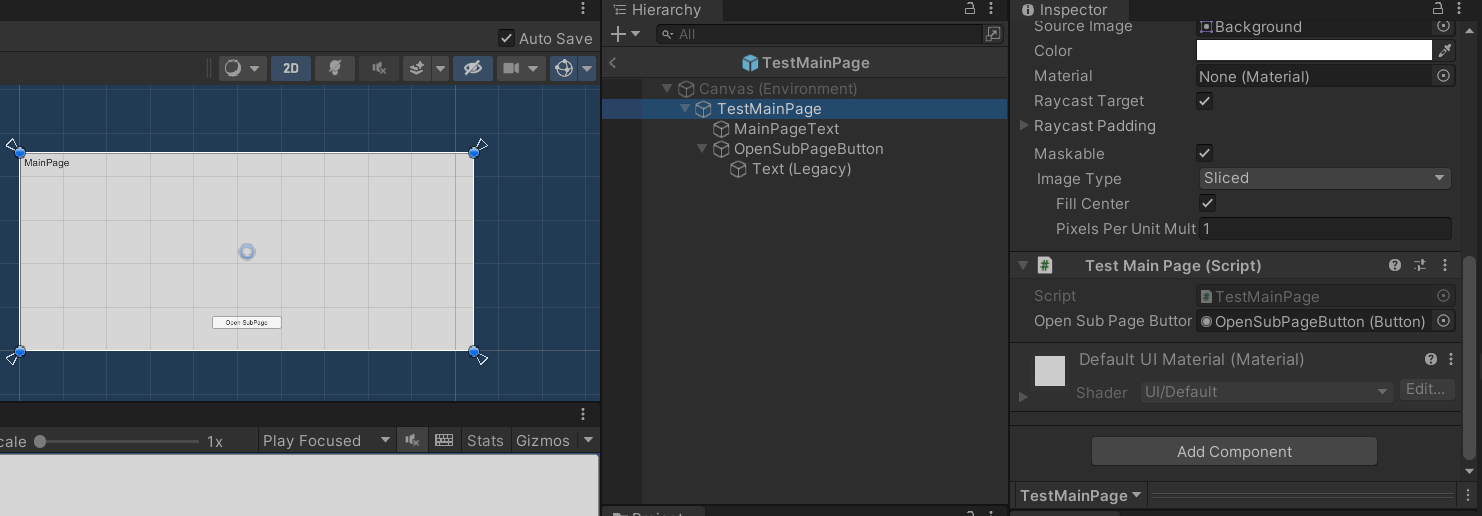 Auto Save
2D
MainPage
Open SubPage
cale
1x
Play Focused
Stats
Gizmos
Hierarchy
All
TestMainPage
Canvas (Environment)
TestMainPage
MainPageText
OpenSubPageButton
Text (Legacy)
Inspector
Source Image
Background
Color
Material
None (Material)
Raycast Target
Raycast Padding
Maskable
Image Type
Sliced
Fill Center
Pixels Per Unit Mult
1
Test Main Page (Script)
Script
TestMainPage
Open Sub Page Buttor
OpenSubPageButton (Button)
Default UI Material (Material)
Shader
UI/Default
Edit...
Add Component
TestMainPage